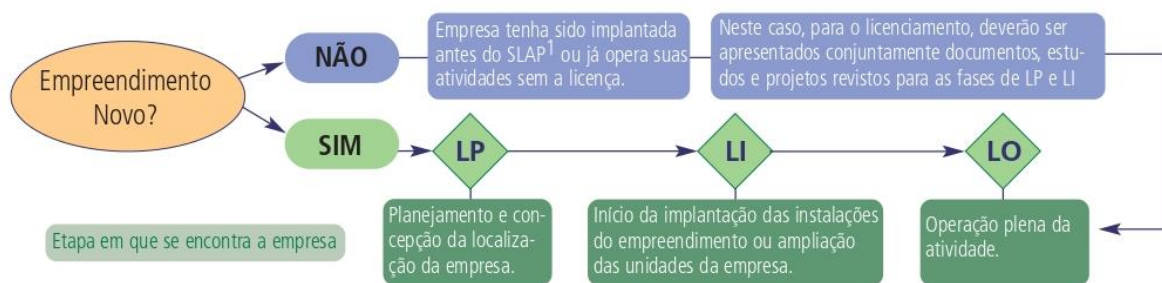 Empreendimento
Novo?
NÃO
Empresa tenha sido implantada
antes do SLAP1 ou já opera suas
atividades sem a licença.
Neste caso, para o licenciamento, deverão ser
apresentados conjuntamente documentos, estu-
dos e projetos revistos para as fases de LP e LI
SIM
LP
LI
LO
Etapa em que se encontra a empresa
Planejamento e con-
cepção da localiza-
ção da empresa.
Início da implantação das instalações
do empreendimento ou ampliação
das unidades da empresa.
Operação plena da
atividade.